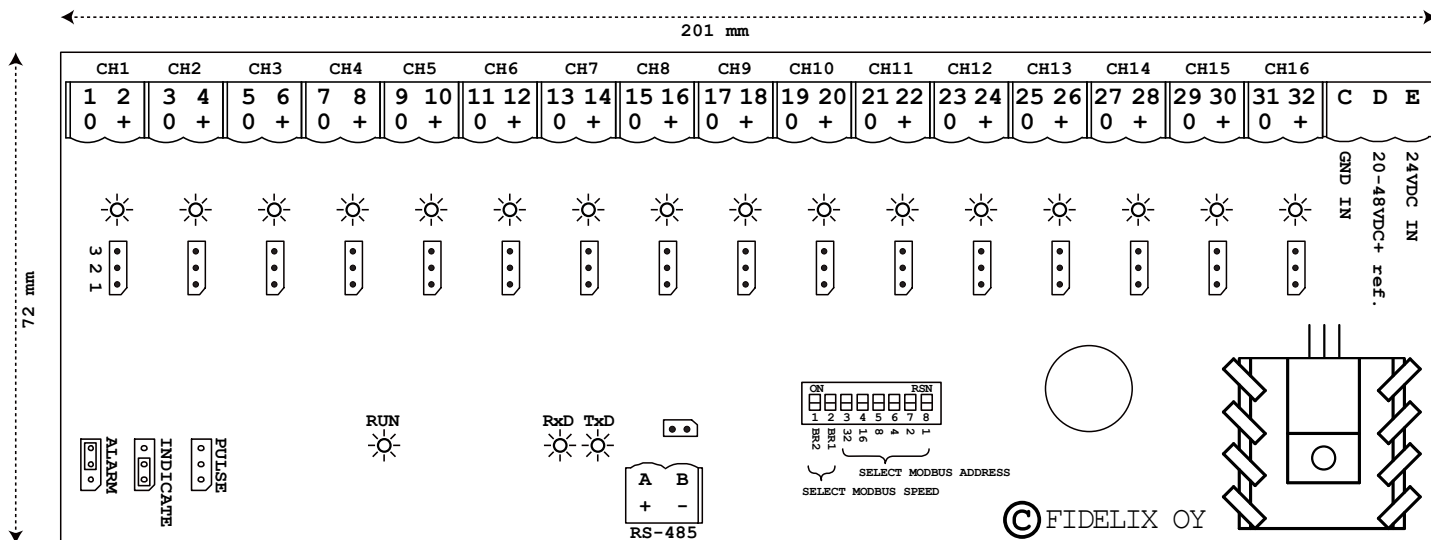 201 mm
72 mm
CH1 CH2 CH3 CH4 CH5 CH6 CH7 CH8 CH9 CH10 CH11 CH12 CH13 CH14 CH15 CH16
1 2 3 4 5 6 7 8 9 10 11 12 13 14 15 16 17 18 19 20 21 22 23 24 25 26 27 28 29 30 31 32 C D E
0 + 0 + 0 + 0 + 0 + 0 + 0 + 0 + 0 + 0 + 0 + 0 + 0 + 0 + 0 + 0 +
GND IN
20-48VDC+ ref.
24VDC IN
3 2 1
ALARM
INDICATE
PULSE
RUN
RxD TxD
A B
+ -
RS-485
ON RSN
1 2 3 4 5 6 7 8
BR2 BR1 32 16 8 4 2 1
SELECT MODBUS ADDRESS
SELECT MODBUS SPEED
© FIDELIX OY